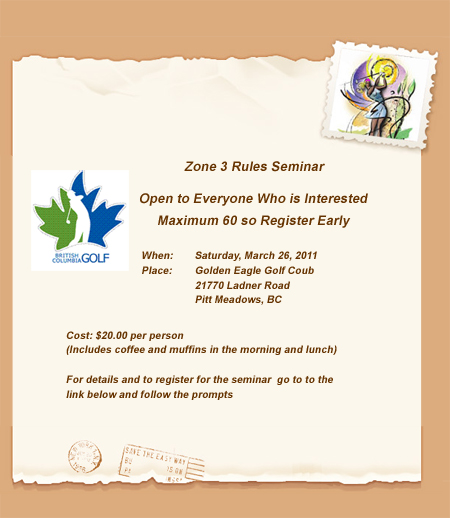 Zone 3 Rules Seminar
Open to Everyone Who is Interested
Maximum 60 so Register Early
BRITISH
COLUMBIA GOLF
When: Saturday, March 26, 2011
Place: Golden Eagle Golf Coub
21770 Ladner Road
Pitt Meadows, BC
Cost: $20.00 per person
(Includes coffee and muffins in the morning and lunch)
For details and to register for the seminar go to to the
link below and follow the prompts
SAVE THE EASY WAY